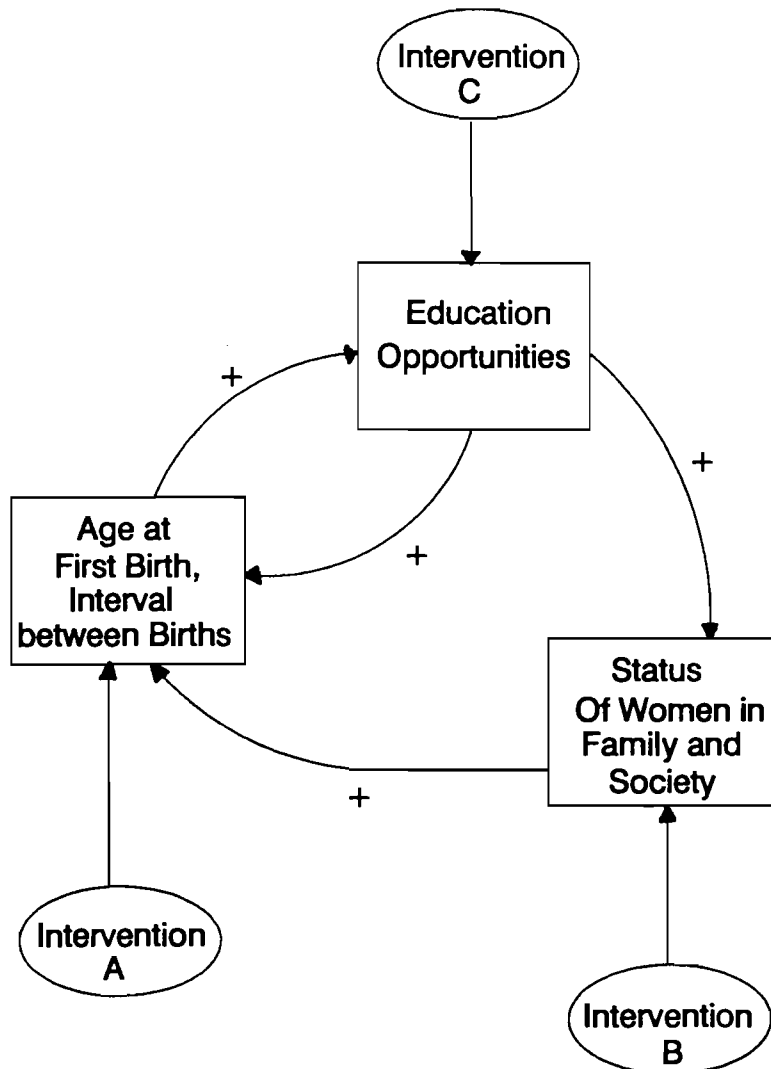 Intervention
C
Education
Opportunities
+
+
+
Age at
First Birth,
Interval
between Births
Status
Of Women in
Family and
Society
+
Intervention
A
Intervention
B